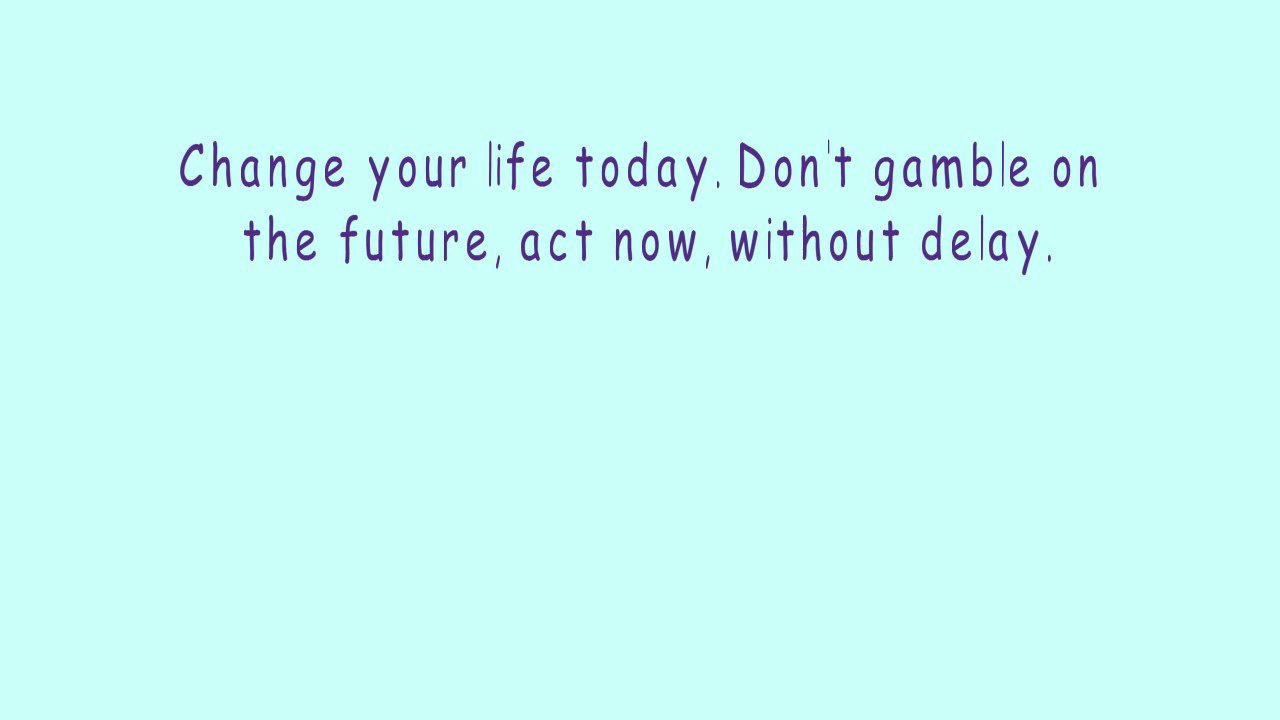 Change your life today. Don't gamble on
the future, act now, without delay.